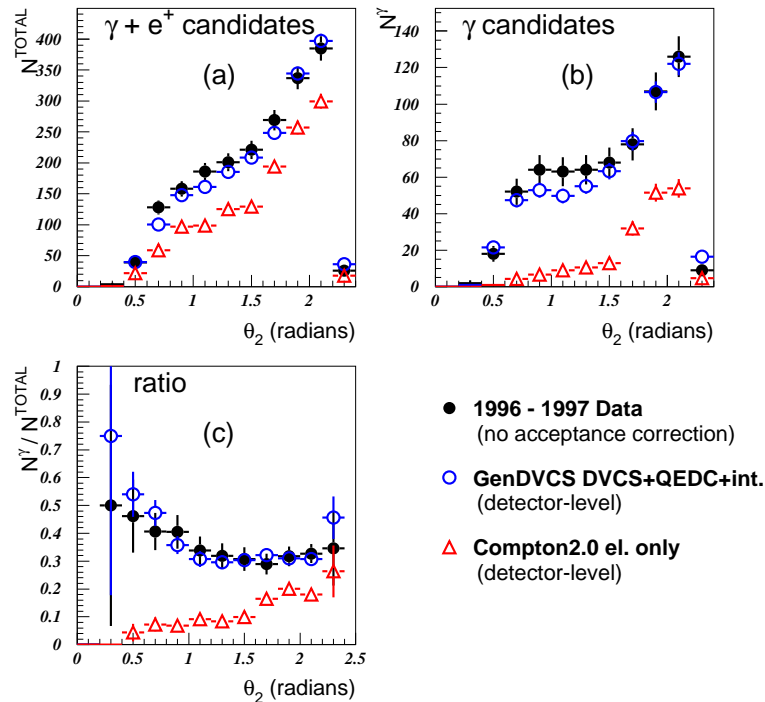 γ + e⁺ candidates
(a)
N^TOTAL
400
350
300
250
200
150
100
50
0
0 0.5 1 1.5 2
θ₂ (radians)
γ candidates
(b)
N^γ
140
120
100
80
60
40
20
0
0 0.5 1 1.5 2
θ₂ (radians)
ratio
(c)
N^γ / N^TOTAL
1
0.9
0.8
0.7
0.6
0.5
0.4
0.3
0.2
0.1
0
0 0.5 1 1.5 2 2.5
θ₂ (radians)
1996 - 1997 Data
(no acceptance correction)
GenDVCS DVCS+QEDC+int.
(detector-level)
Compton2.0 el. only
(detector-level)